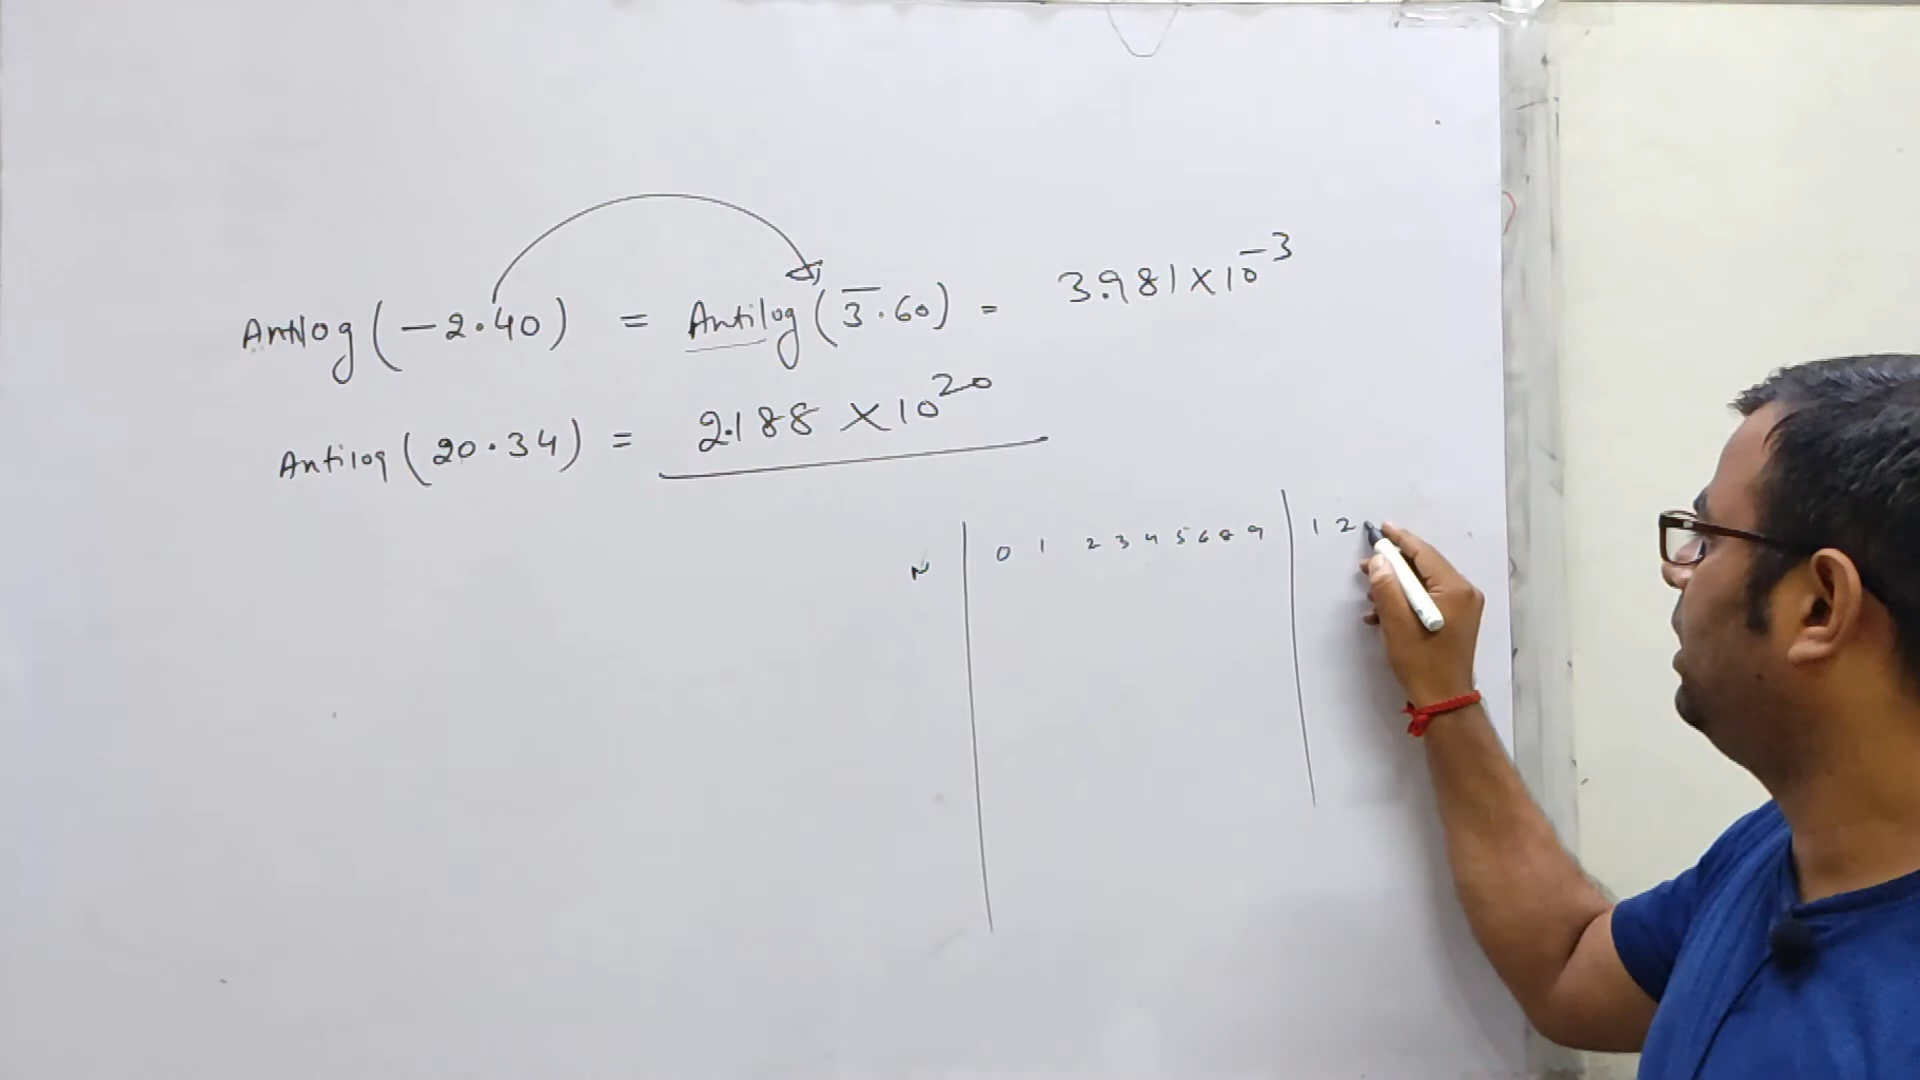 Antilog (-2.40) = Antilog (3̅.60) = 3.981×10⁻³
Antilog (20.34) = 2.188 ×10²⁰
N 0 1 2 3 4 5 6 8 9 1 2